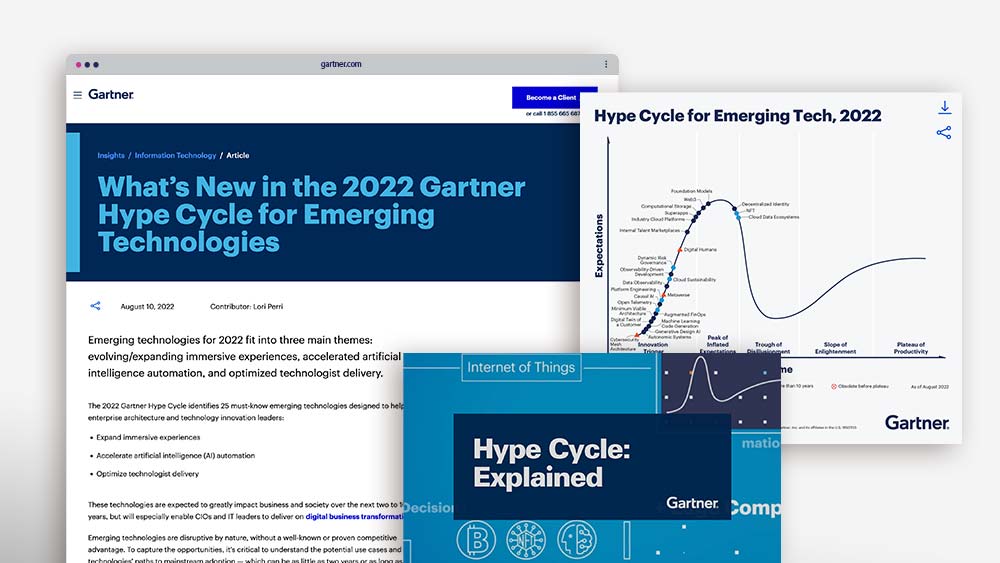 gartner.com
Gartner
Become a Client
or call 1 855 665 687
Insights / Information Technology / Article
What's New in the 2022 Gartner
Hype Cycle for Emerging
Technologies
August 10, 2022 Contributor: Lori Perri
Emerging technologies for 2022 fit into three main themes:
evolving/expanding immersive experiences, accelerated artificial
intelligence automation, and optimized technologist delivery.
The 2022 Gartner Hype Cycle identifies 25 must-know emerging technologies designed to help
enterprise architecture and technology innovation leaders:
• Expand immersive experiences
• Accelerate artificial intelligence (AI) automation
• Optimize technologist delivery
These technologies are expected to greatly impact business and society over the next two to 1
years, but will especially enable CIOs and IT leaders to deliver on digital business transformati
Emerging technologies are disruptive by nature, without a well-known or proven competitive
advantage. To capture the opportunities, it's critical to understand the potential use cases and
technologies' paths to mainstream adoption — which can be as little as two years or as long as
Hype Cycle for Emerging Tech, 2022
Expectations
Foundation Models
Web3
Computational Storage
Superapps
Industry Cloud Platforms
Internal Talent Marketplaces
Decentralized Identity
NFT
Cloud Data Ecosystems
Digital Humans
Dynamic Risk
Governance
Observability-Driven
Development
Cloud Sustainability
Data Observability
Platform Engineering
Causal AI
Metaverse
Open Telemetry
Minimum Viable
Architecture
Augmented FinOps
Digital Twin of
a Customer
Machine Learning
Code Generation
Generative Design AI
Autonomic Systems
Cybersecurity
Mesh
Architecture
Innovation
Trigger
Peak of
Inflated
Expectations
Trough of
Disillusionment
Slope of
Enlightenment
Plateau of
Productivity
me
re than 10 years
Obsolete before plateau
As of August 2022
Gartner
Internet of Things
Hype Cycle:
Explained
Gartner
matio
Decision
Comp